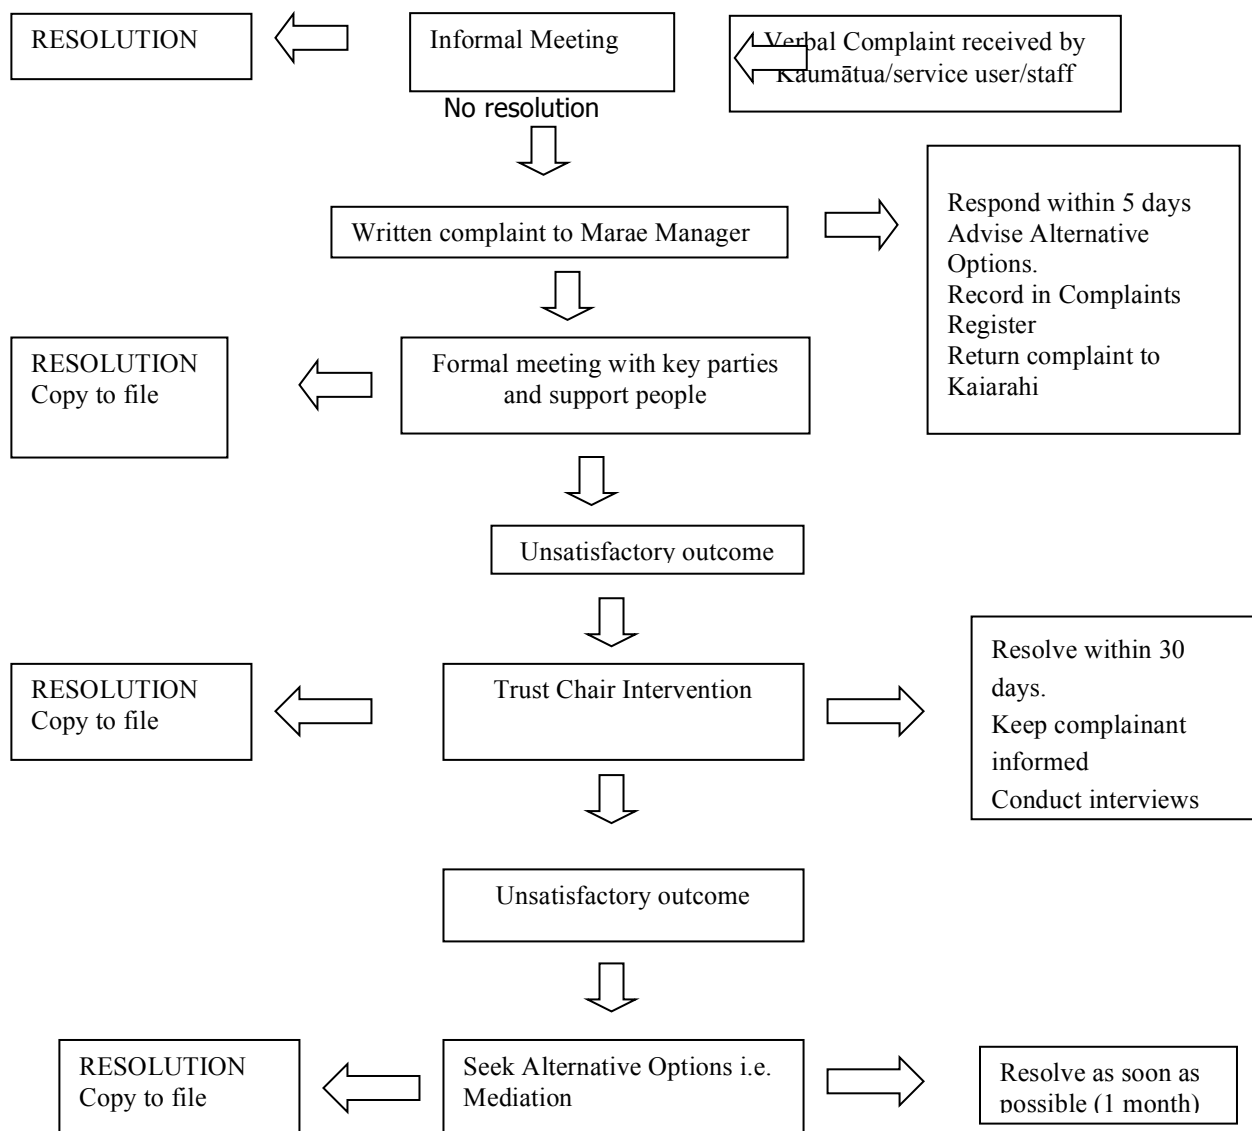 RESOLUTION
Informal Meeting
Verbal Complaint received by
Kaumātua/service user/staff
No resolution
Written complaint to Marae Manager
Respond within 5 days
Advise Alternative
Options.
Record in Complaints
Register
Return complaint to
Kaiarahi
RESOLUTION
Copy to file
Formal meeting with key parties
and support people
Unsatisfactory outcome
RESOLUTION
Copy to file
Trust Chair Intervention
Resolve within 30
days.
Keep complainant
informed
Conduct interviews
Unsatisfactory outcome
RESOLUTION
Copy to file
Seek Alternative Options i.e.
Mediation
Resolve as soon as
possible (1 month)